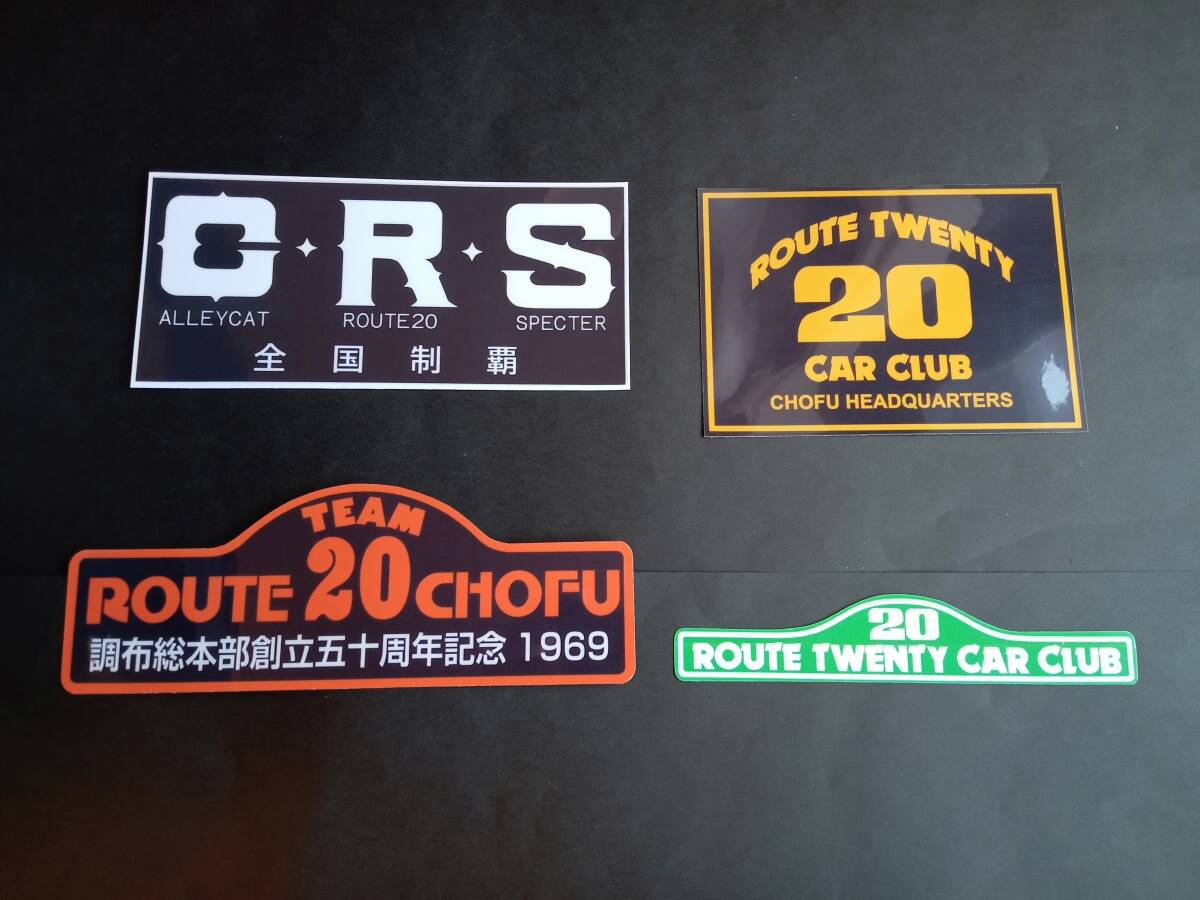 C・R・S
ALLEYCAT ROUTE20 SPECTER
全国制覇
ROUTE TWENTY
20
CAR CLUB
CHOFU HEADQUARTERS
TEAM
ROUTE 20 CHOFU
調布総本部創立五十周年記念 1969
20
ROUTE TWENTY CAR CLUB